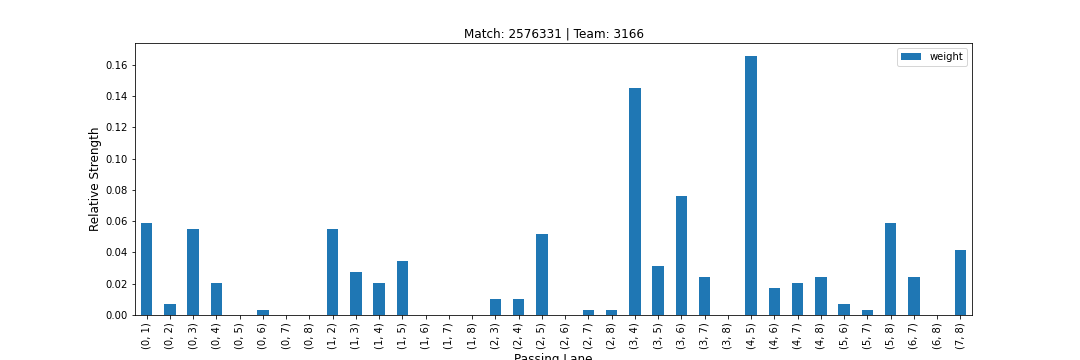 Match: 2576331 | Team: 3166
weight
Relative Strength
0.16
0.14
0.12
0.10
0.08
0.06
0.04
0.02
0.00
(0, 1) (0, 2) (0, 3) (0, 4) (0, 5) (0, 6) (0, 7) (0, 8) (1, 2) (1, 3) (1, 4) (1, 5) (1, 6) (1, 7) (1, 8) (2, 3) (2, 4) (2, 5) (2, 6) (2, 7) (2, 8) (3, 4) (3, 5) (3, 6) (3, 7) (3, 8) (4, 5) (4, 6) (4, 7) (4, 8) (5, 6) (5, 7) (5, 8) (6, 7) (6, 8) (7, 8)
Passing Lane